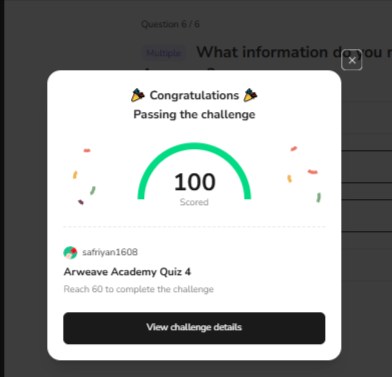 Question 6 / 6
Multiple What information do you
Congratulations
Passing the challenge
100
Scored
safriyan1608
Arweave Academy Quiz 4
Reach 60 to complete the challenge
View challenge details